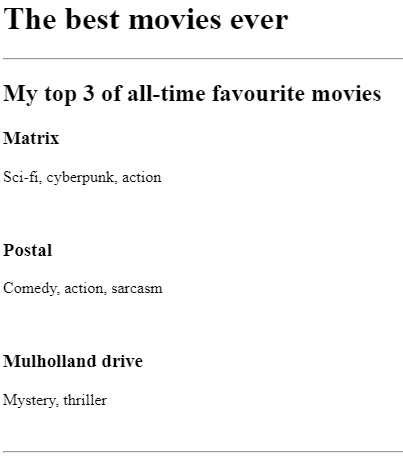 The best movies ever
My top 3 of all-time favourite movies
Matrix
Sci-fi, cyberpunk, action
Postal
Comedy, action, sarcasm
Mulholland drive
Mystery, thriller